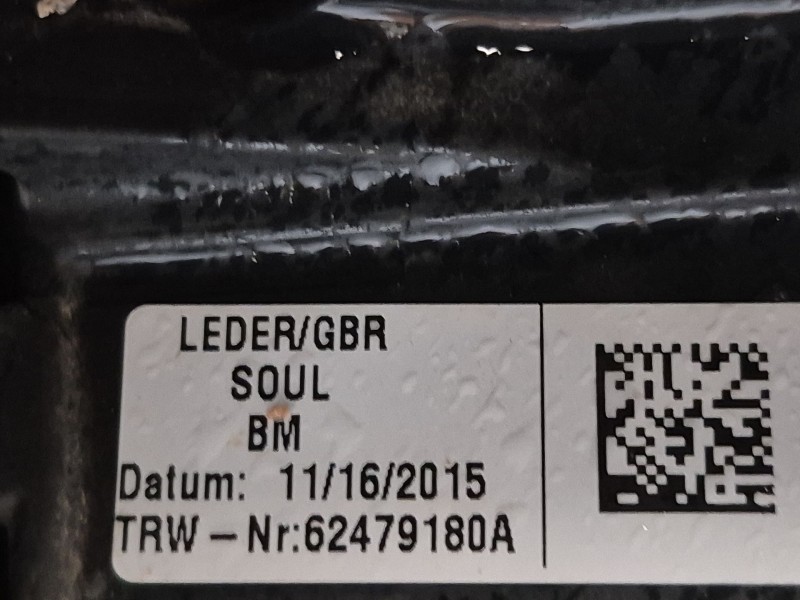 LEDER/GBR
SOUL
BM
Datum: 11/16/2015
TRW – Nr:62479180A